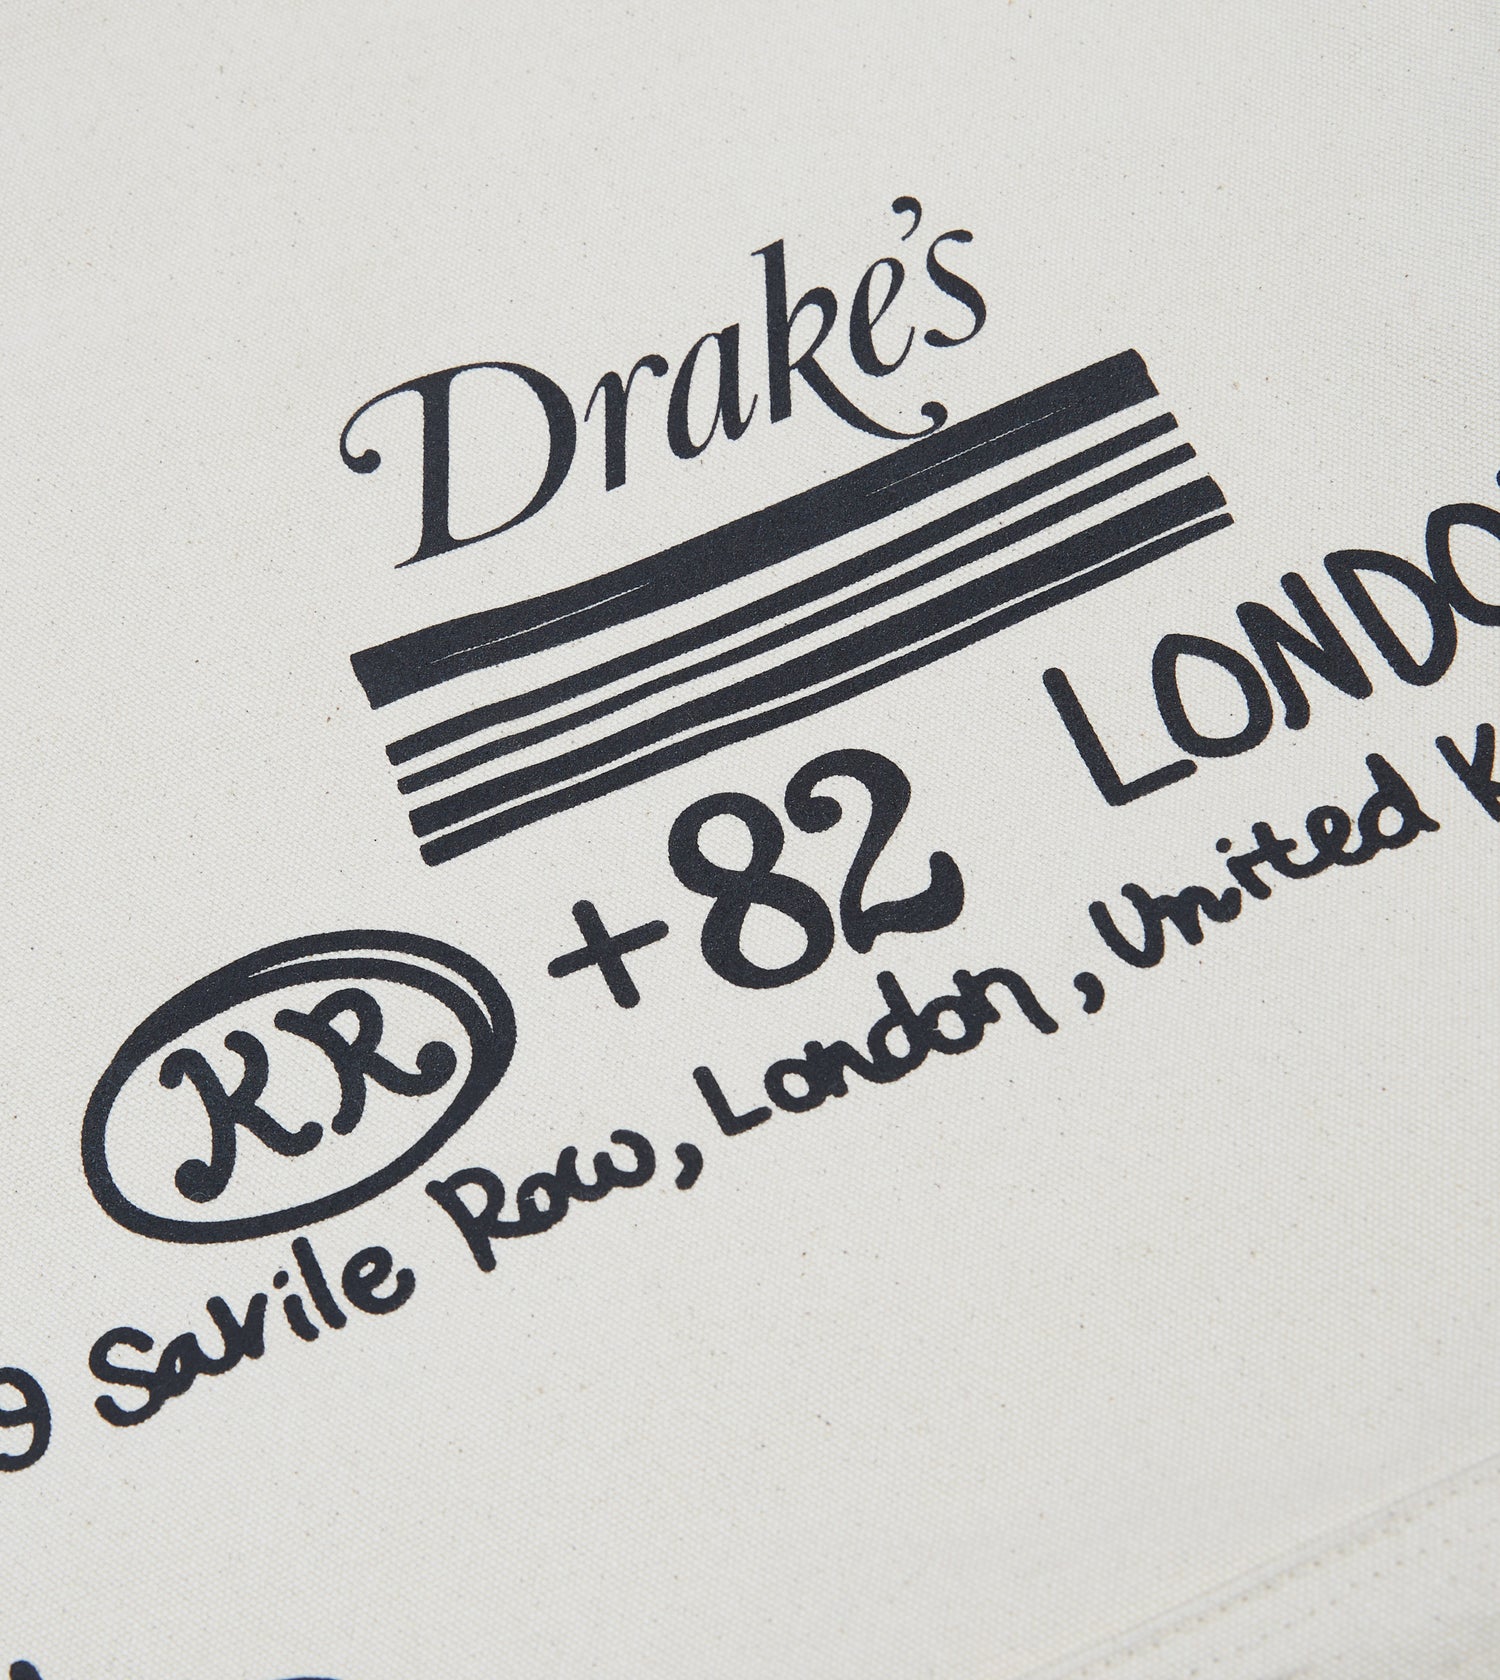 Drake's
LONDO
KR +82
9 Savile Row, London, United K